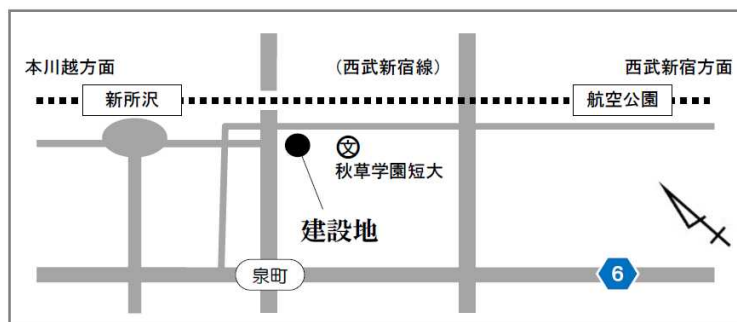 本川越方面
(西武新宿線)
西武新宿方面
新所沢
航空公園
文
秋草学園短大
建設地
泉町
6